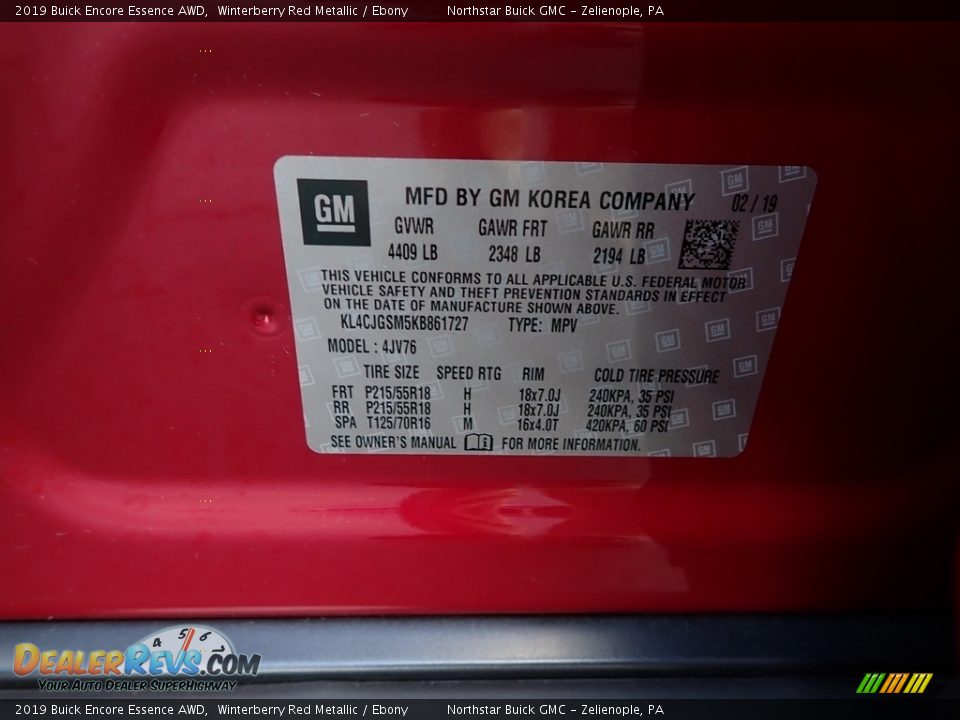 2019 Buick Encore Essence AWD, Winterberry Red Metallic / Ebony Northstar Buick GMC - Zelienople, PA
GM MFD BY GM KOREA COMPANY 02 / 19
GVWR GAWR FRT GAWR RR
4409 LB 2348 LB 2194 LB
THIS VEHICLE CONFORMS TO ALL APPLICABLE U.S. FEDERAL MOTOR
VEHICLE SAFETY AND THEFT PREVENTION STANDARDS IN EFFECT
ON THE DATE OF MANUFACTURE SHOWN ABOVE.
KL4CJGSM5KB861727 TYPE: MPV
MODEL : 4JV76
TIRE SIZE SPEED RTG RIM COLD TIRE PRESSURE
FRT P215/55R18 H 18x7.0J 240KPA, 35 PSI
RR P215/55R18 H 18x7.0J 240KPA, 35 PSI
SPA T125/70R16 M 16x4.0T 420KPA, 60 PSI
SEE OWNER'S MANUAL FOR MORE INFORMATION.
4 5 6 7
DEALERREVS.COM
YOUR AUTO DEALER SUPERHIGHWAY
2019 Buick Encore Essence AWD, Winterberry Red Metallic / Ebony Northstar Buick GMC - Zelienople, PA